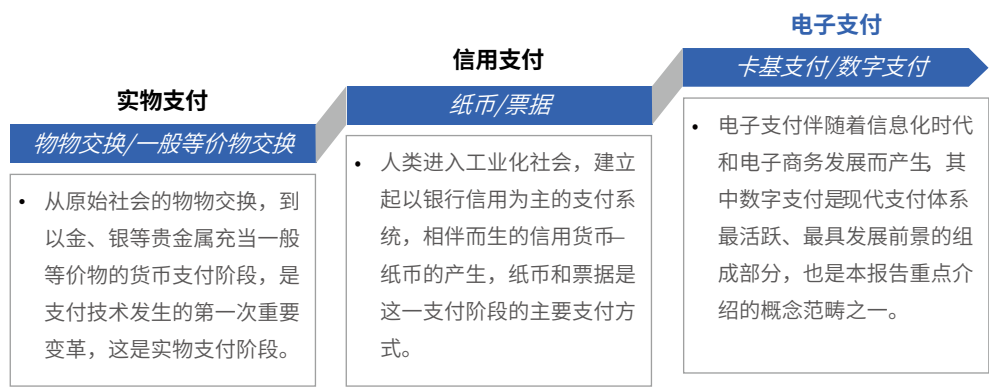 实物支付
物物交换/一般等价物交换
• 从原始社会的物物交换，到
以金、银等贵金属充当一般
等价物的货币支付阶段，是
支付技术发生的第一次重要
变革，这是实物支付阶段。
信用支付
纸币/票据
• 人类进入工业化社会，建立
起以银行信用为主的支付系
统，相伴而生的信用货币—
纸币的产生，纸币和票据是
这一支付阶段的主要支付方
式。
电子支付
卡基支付/数字支付
• 电子支付伴随着信息化时代
和电子商务发展而产生，其
中数字支付是现代支付体系
最活跃、最具发展前景的组
成部分，也是本报告重点介
绍的概念范畴之一。